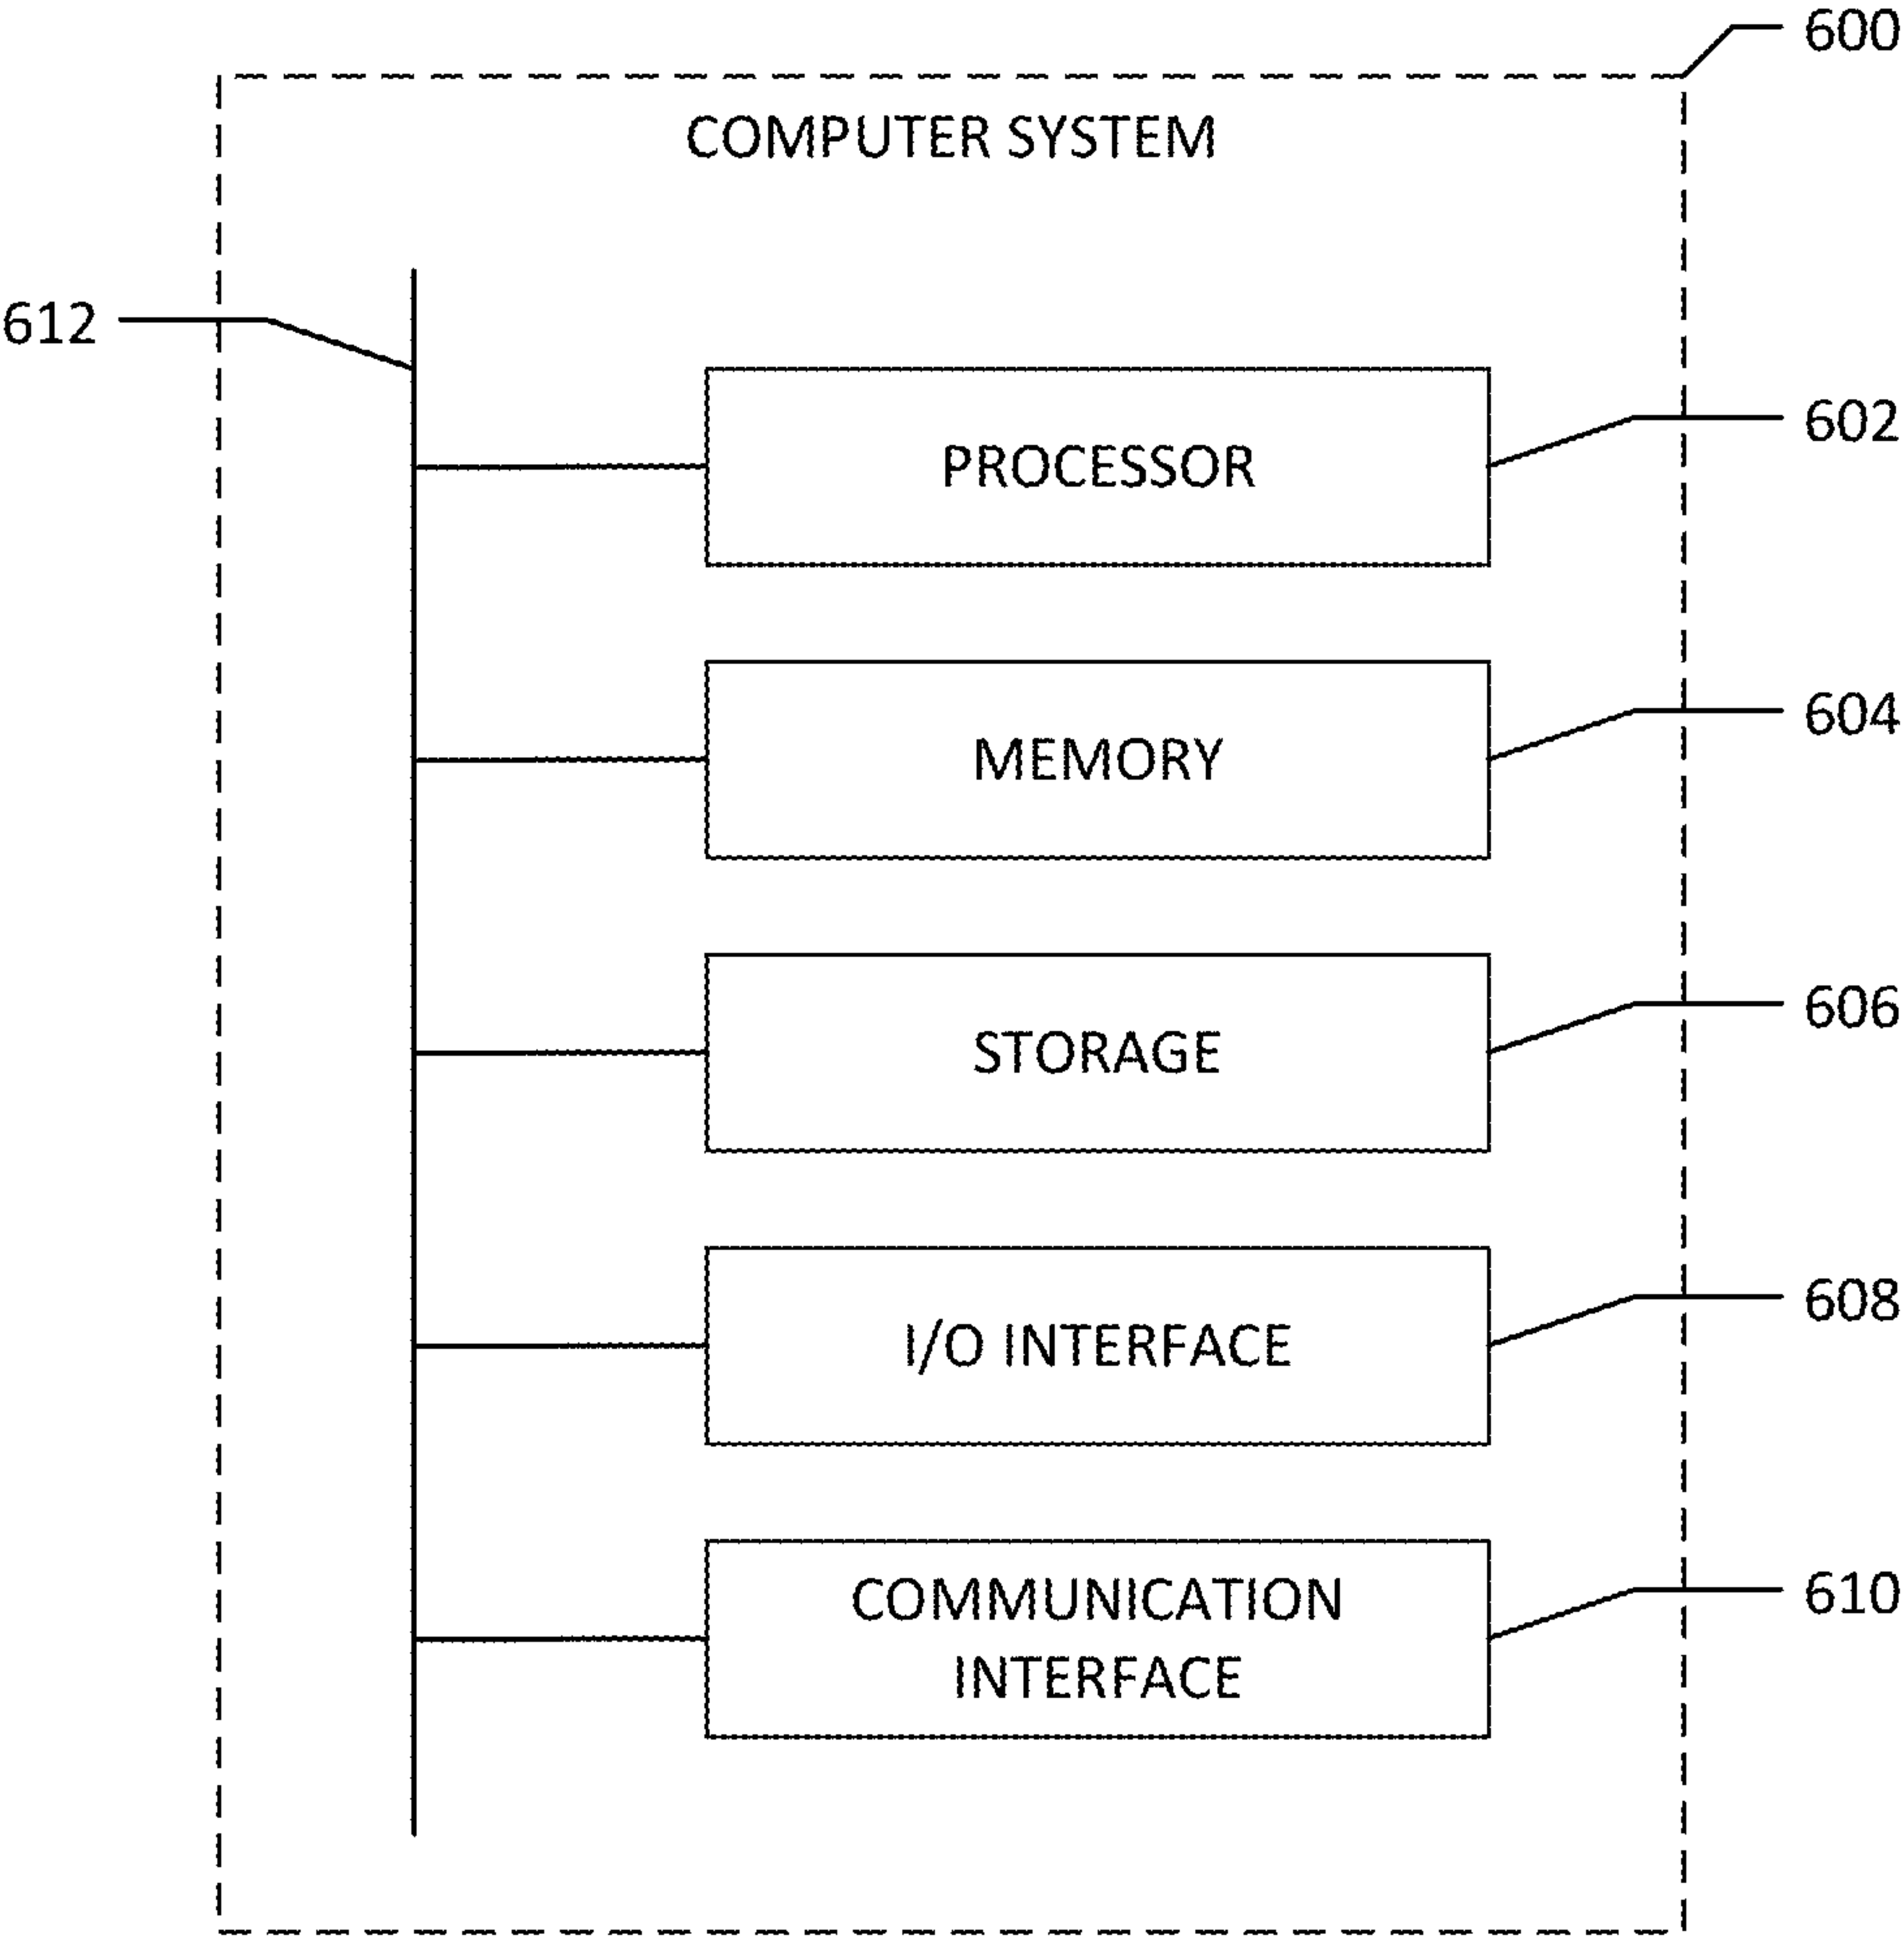 600
COMPUTER SYSTEM
612
602
PROCESSOR
604
MEMORY
606
STORAGE
608
I/O INTERFACE
610
COMMUNICATION
INTERFACE